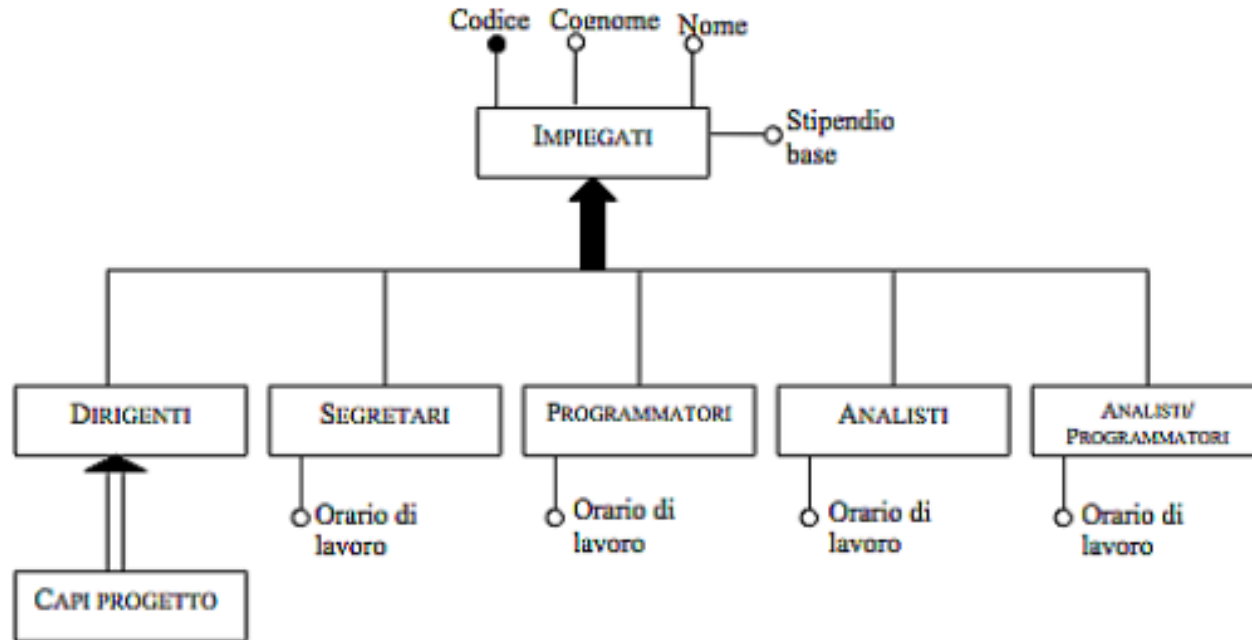 Codice Cognome Nome
IMPIEGATI
Stipendio
base
DIRIGENTI SEGRETARI PROGRAMMATORI ANALISTI ANALISTI/
PROGRAMMATORI
Orario di
lavoro
Orario di
lavoro
Orario di
lavoro
Orario di
lavoro
CAPI PROGETTO